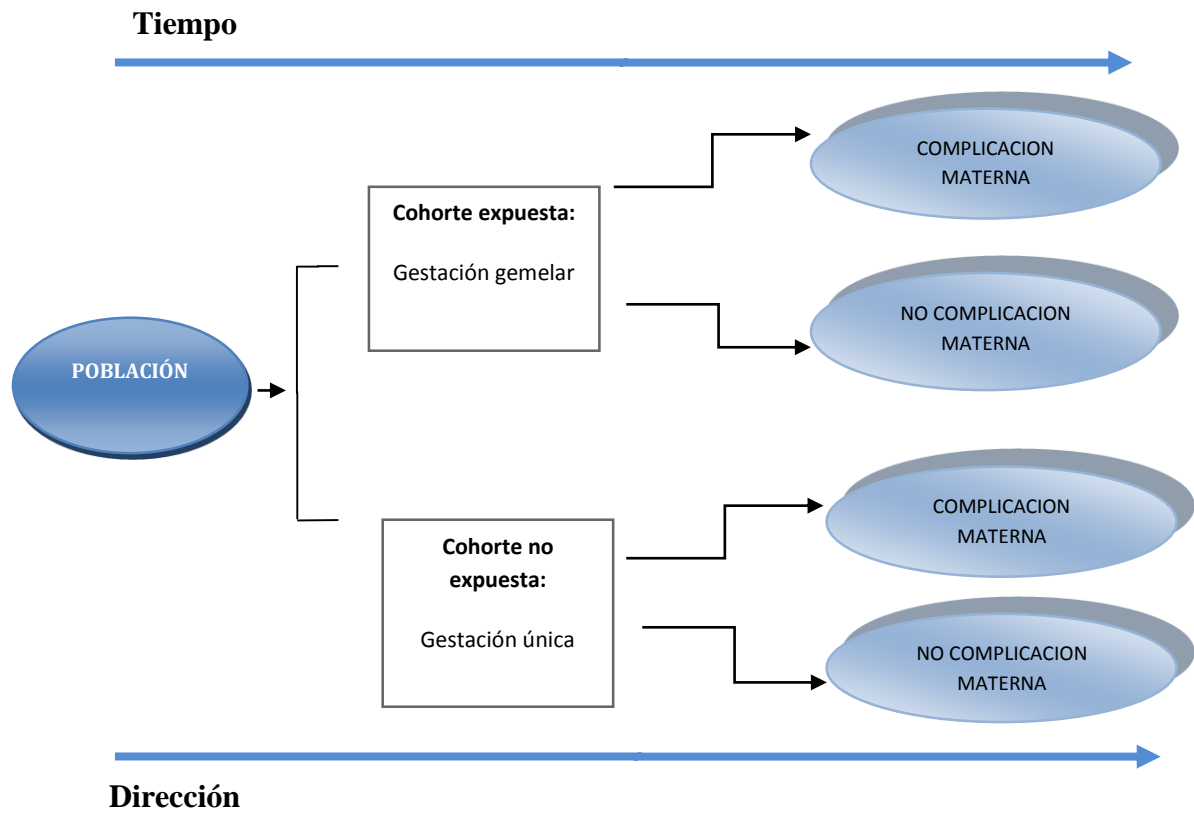 Tiempo
COMPLICACION
MATERNA
Cohorte expuesta:
Gestación gemelar
NO COMPLICACION
MATERNA
POBLACIÓN
COMPLICACION
MATERNA
Cohorte no
expuesta:
Gestación única
NO COMPLICACION
MATERNA
Dirección